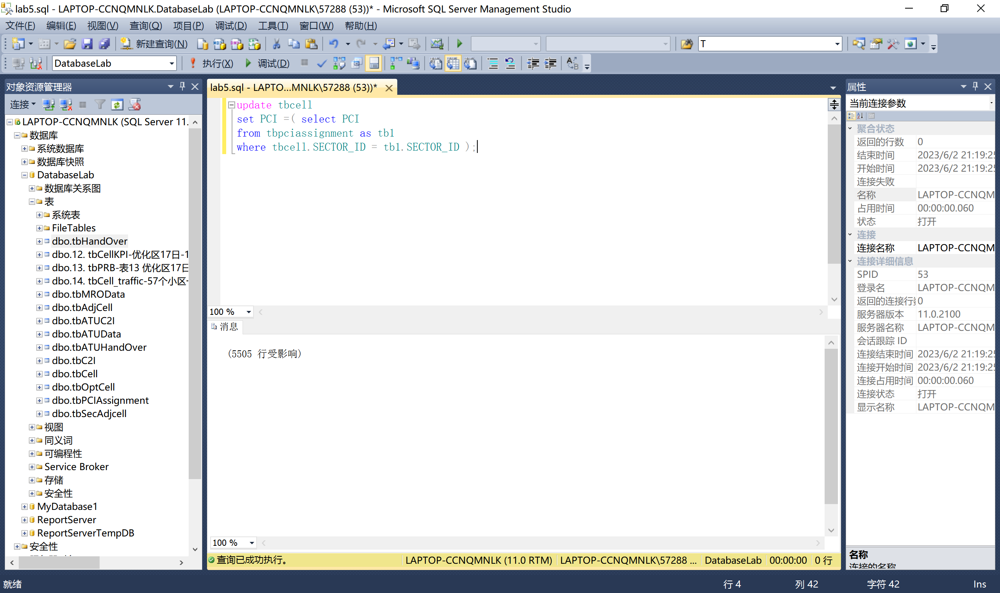 lab5.sql - LAPTOP-CCNQMNLK.DatabaseLab (LAPTOP-CCNQMNLK\57288 (53))* - Microsoft SQL Server Management Studio
文件(F) 编辑(E) 视图(V) 查询(Q) 项目(P) 调试(D) 工具(T) 窗口(W) 帮助(H)
新建查询(N) T
DatabaseLab 执行(X) 调试(D)
对象资源管理器
连接
LAPTOP-CCNQMNLK (SQL Server 11.
数据库
系统数据库
数据库快照
DatabaseLab
数据库关系图
表
系统表
FileTables
dbo.tbHandOver
dbo.12. tbCellKPI-优化区17日-1
dbo.13. tbPRB-表13 优化区17日
dbo.14. tbCell_traffic-57个小区-
dbo.tbMROData
dbo.tbAdjCell
dbo.tbATUC2I
dbo.tbATUData
dbo.tbATUHandOver
dbo.tbC2I
dbo.tbCell
dbo.tbOptCell
dbo.tbPCIAssignment
dbo.tbSecAdjcell
视图
同义词
可编程性
Service Broker
存储
安全性
MyDatabase1
ReportServer
ReportServerTempDB
安全性
lab5.sql - LAPTO...MNLK\57288 (53))*
update tbcell
set PCI =( select PCI
from tbpciassignment as tb1
where tbcell.SECTOR_ID = tb1.SECTOR_ID );
100 %
消息
(5505 行受影响)
100 %
查询已成功执行。 LAPTOP-CCNQMNLK (11.0 RTM) LAPTOP-CCNQMNLK\57288 ... DatabaseLab 00:00:00 0 行
属性
当前连接参数
聚合状态
返回的行数 0
结束时间 2023/6/2 21:19:25
开始时间 2023/6/2 21:19:25
连接失败
名称 LAPTOP-CCNQM
占用时间 00:00:00.060
状态 打开
连接
连接名称 LAPTOP-CCNQM
连接详细信息
SPID 53
登录名 LAPTOP-CCNQM
返回的连接行 0
服务器版本 11.0.2100
服务器名称 LAPTOP-CCNQM
会话跟踪 ID
连接结束时间 2023/6/2 21:19:25
连接开始时间 2023/6/2 21:19:25
连接占用时间 00:00:00.060
连接状态 打开
显示名称 LAPTOP-CCNQM
名称
连接的名称
就绪 行 4 列 42 字符 42 Ins